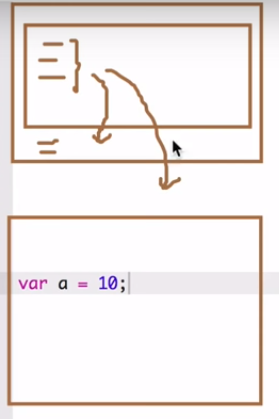 var a = 10;